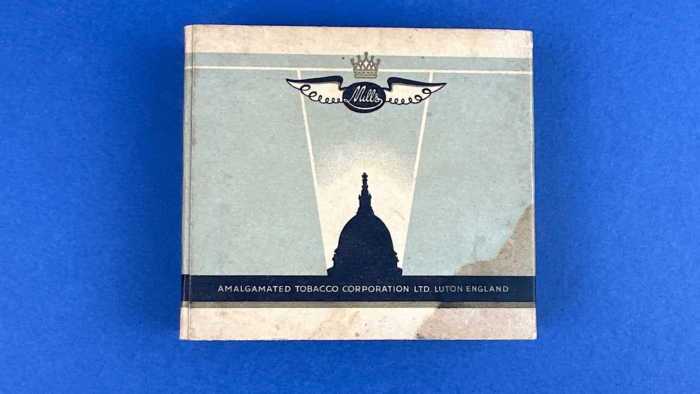 Mills
AMALGAMATED TOBACCO CORPORATION LTD, LUTON ENGLAND